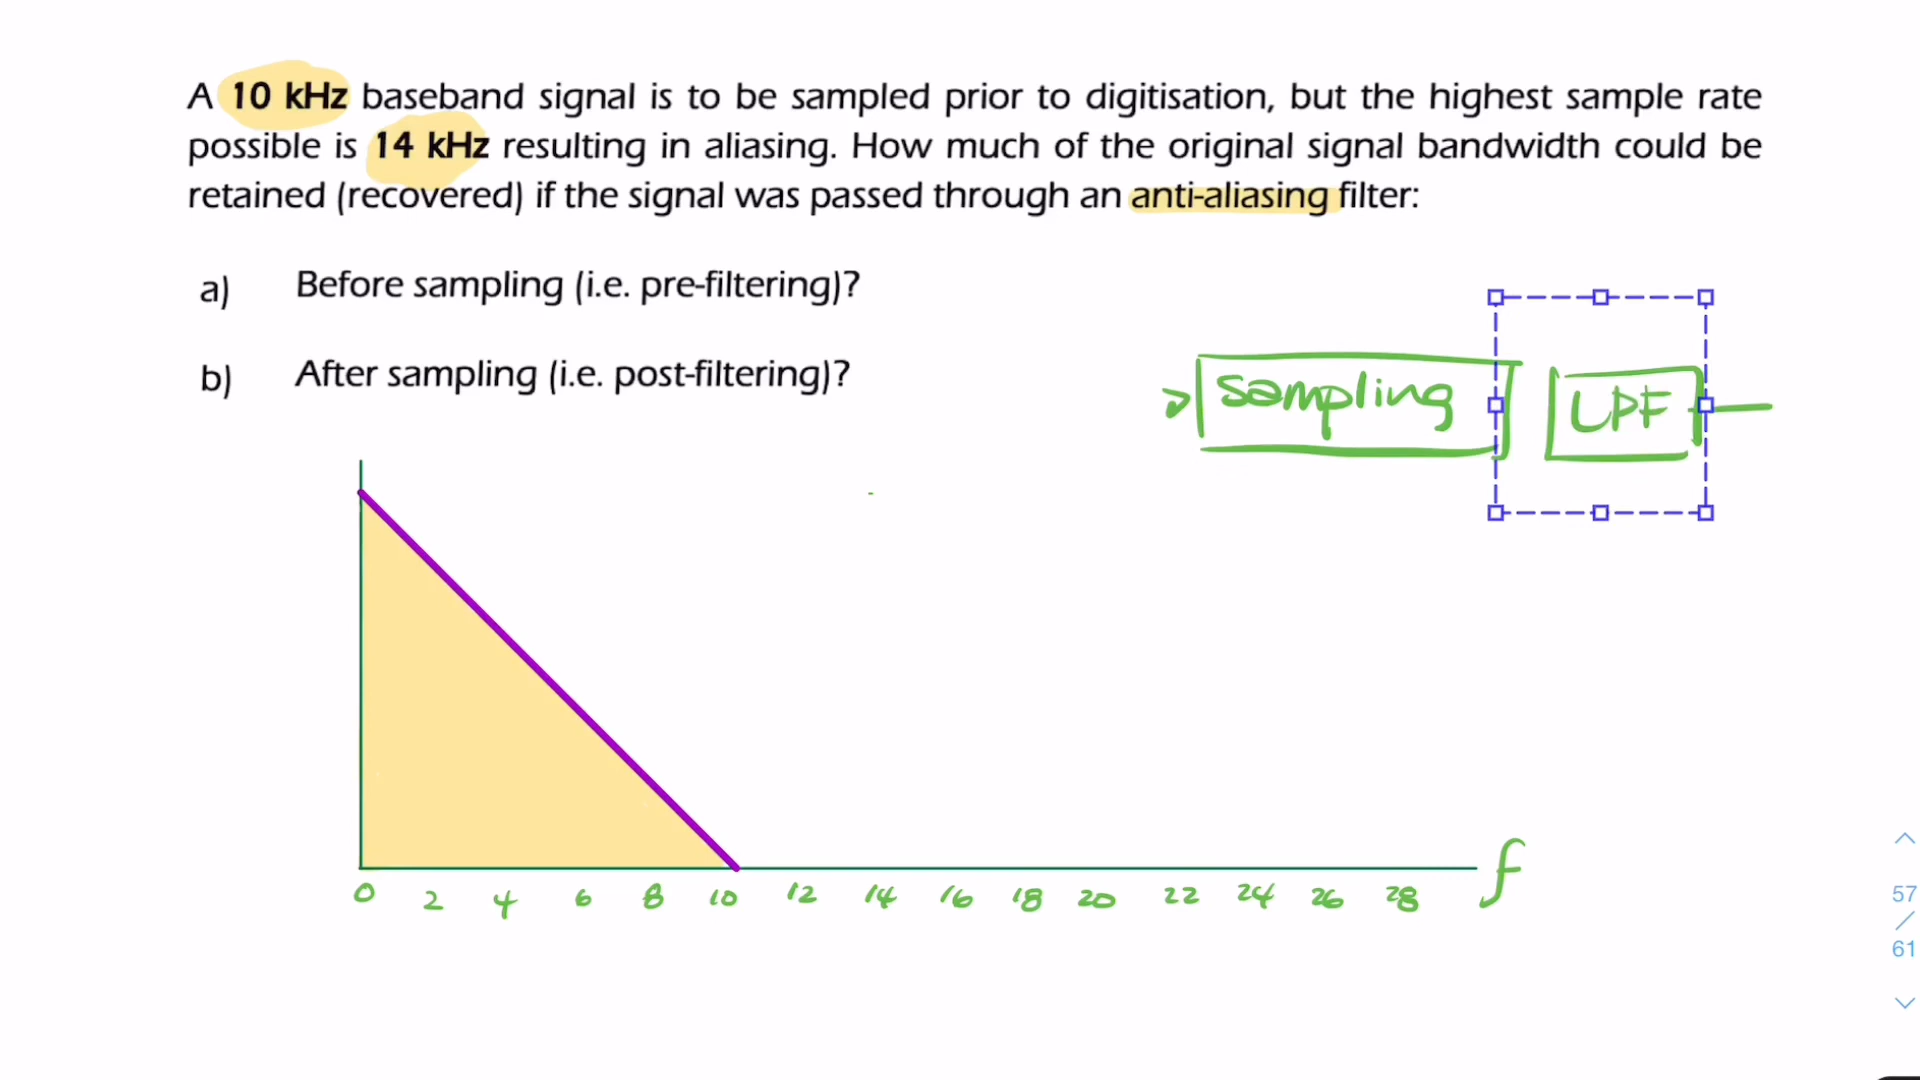 A 10 kHz baseband signal is to be sampled prior to digitisation, but the highest sample rate
possible is 14 kHz resulting in aliasing. How much of the original signal bandwidth could be
retained (recovered) if the signal was passed through an anti-aliasing filter:
a) Before sampling (i.e. pre-filtering)?
b) After sampling (i.e. post-filtering)?
sampling LPF
f
0 2 4 6 8 10 12 14 16 18 20 22 24 26 28
57
/
61